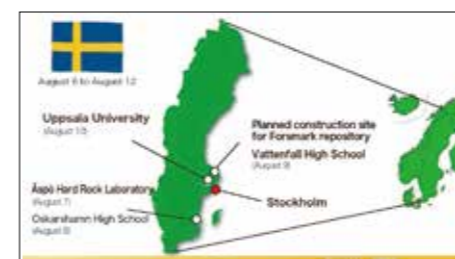 August 6 to August 12
Uppsala University
(August 10)
Planned construction site
for Forsmark repository
Vattenfall High School
(August 9)
Äspö Hard Rock Laboratory
(August 7)
Stockholm
Oskarshamn High School
(August 8)